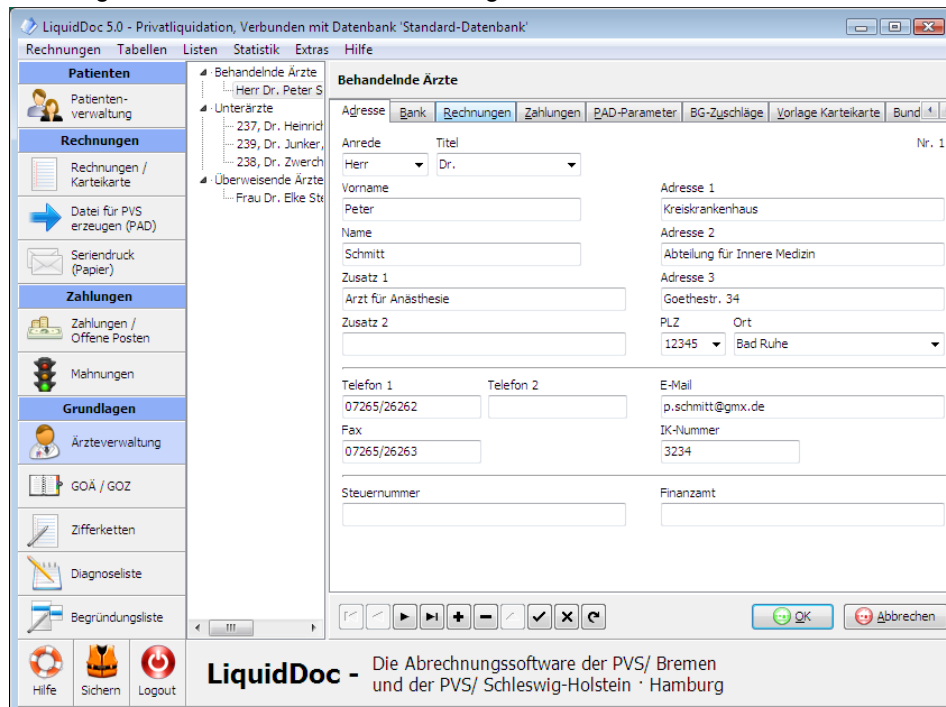 LiquidDoc 5.0 - Privatliquidation, Verbunden mit Datenbank 'Standard-Datenbank'
Rechnungen Tabellen Listen Statistik Extras Hilfe
Patienten
Patienten-
verwaltung
Rechnungen
Rechnungen /
Karteikarte
Datei für PVS
erzeugen (PAD)
Seriendruck
(Papier)
Zahlungen
Zahlungen /
Offene Posten
Mahnungen
Grundlagen
Ärzteverwaltung
GOÄ / GOZ
Zifferketten
Diagnoseliste
Begründungsliste
Hilfe Sichern Logout
Behandelnde Ärzte
Herr Dr. Peter S
Unterärzte
237, Dr. Heinrich
239, Dr. Junker,
238, Dr. Zwerch
Überweisende Ärzte
Frau Dr. Elke Ste
Behandelnde Ärzte
Adresse Bank Rechnungen Zahlungen PAD-Parameter BG-Zuschläge Vorlage Karteikarte Bund
Anrede Titel Nr. 1
Herr Dr.
Vorname Adresse 1
Peter Kreiskrankenhaus
Name Adresse 2
Schmitt Abteilung für Innere Medizin
Zusatz 1 Adresse 3
Arzt für Anästhesie Goethestr. 34
Zusatz 2 PLZ Ort
12345 Bad Ruhe
Telefon 1 Telefon 2 E-Mail
07265/26262 p.schmitt@gmx.de
Fax IK-Nummer
07265/26263 3234
Steuernummer Finanzamt
OK Abbrechen
LiquidDoc - Die Abrechnungssoftware der PVS/ Bremen
und der PVS/ Schleswig-Holstein · Hamburg